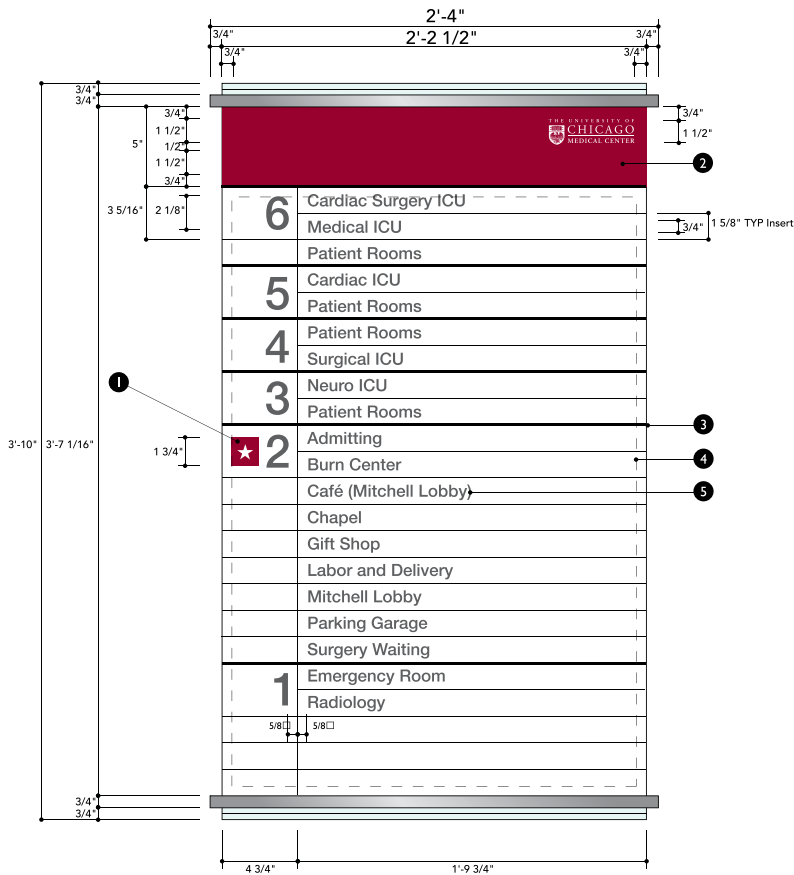 2'-4"
3/4"
2'-2 1/2"
3/4"
3/4"
3/4"
3/4"
3/4"
3/4"
1 1/2"
5"
1/2"
1 1/2"
3/4"
THE UNIVERSITY OF
CHICAGO
MEDICAL CENTER
3/4"
1 1/2"
2
3 5/16"
2 1/8"
6
Cardiac Surgery ICU
Medical ICU
Patient Rooms
3/4"
1 5/8" TYP Insert
5
Cardiac ICU
Patient Rooms
4
Patient Rooms
Surgical ICU
3
Neuro ICU
Patient Rooms
1
3'-10"
3'-7 1/16"
1 3/4"
2
Admitting
Burn Center
Café (Mitchell Lobby)
Chapel
Gift Shop
Labor and Delivery
Mitchell Lobby
Parking Garage
Surgery Waiting
3
4
5
1
Emergency Room
Radiology
5/8□
5/8□
3/4"
3/4"
4 3/4"
1'-9 3/4"